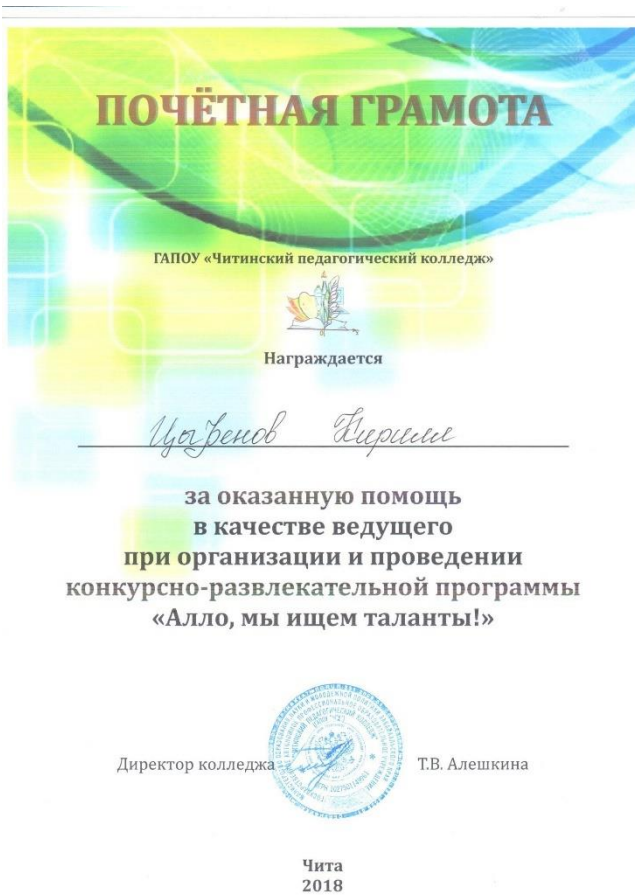 ПОЧЁТНАЯ ГРАМОТА
ГАПОУ «Читинский педагогический колледж»
Награждается
Цыренов Кирилл
за оказанную помощь
в качестве ведущего
при организации и проведении
конкурсно-развлекательной программы
«Алло, мы ищем таланты!»
Директор колледжа Т.В. Алешкина
Чита
2018